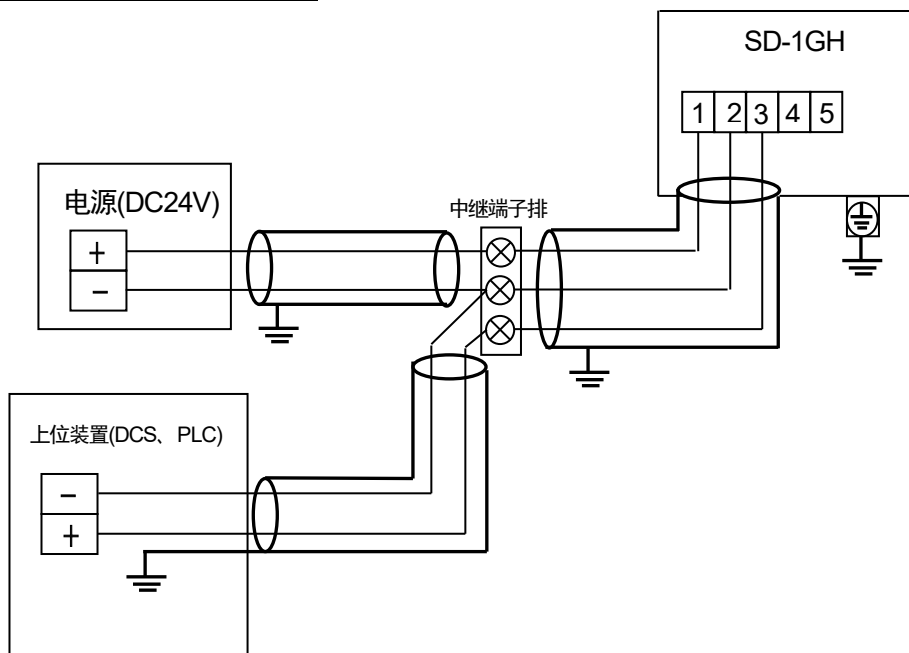 SD-1GH
1 2 3 4 5
电源(DC24V)
+
−
中继端子排
上位装置(DCS、PLC)
−
+